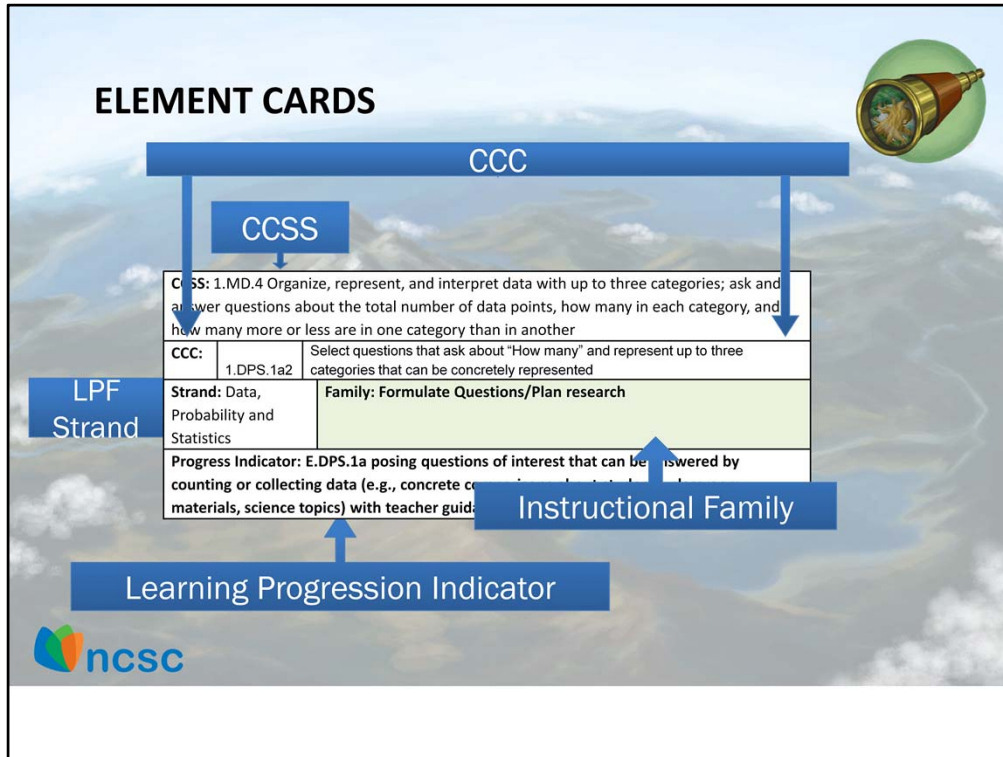 ELEMENT CARDS
CCC
CCSS
CCSS: 1.MD.4 Organize, represent, and interpret data with up to three categories; ask and
answer questions about the total number of data points, how many in each category, and
how many more or less are in one category than in another
CCC:
1.DPS.1a2
Select questions that ask about “How many” and represent up to three
categories that can be concretely represented
LPF
Strand
Strand: Data,
Probability and
Statistics
Family: Formulate Questions/Plan research
Progress Indicator: E.DPS.1a posing questions of interest that can be answered by
counting or collecting data (e.g., concrete
materials, science topics) with teacher
Instructional Family
Learning Progression Indicator
ncsc